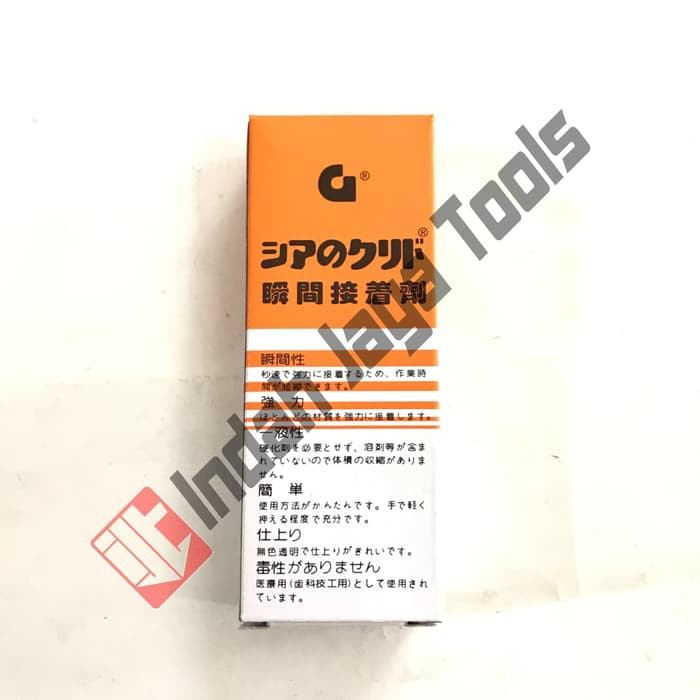 G®
シアのクリド®
瞬間接着剤
瞬間性
秒速で強力に接着するため、作業時
間が短縮できます。
強 力
ほとんどの材質を強力に接着します。
一液性
硬化剤を必要とせず、溶剤等が含ま
れていないので体積の収縮がありま
せん。
簡 単
使用方法がかんたんです。手で軽く
押える程度で充分です。
仕上り
無色透明で仕上りがきれいです。
毒性がありません
医療用(歯科技工用)として使用され
ています。
Indah Jaya Tools